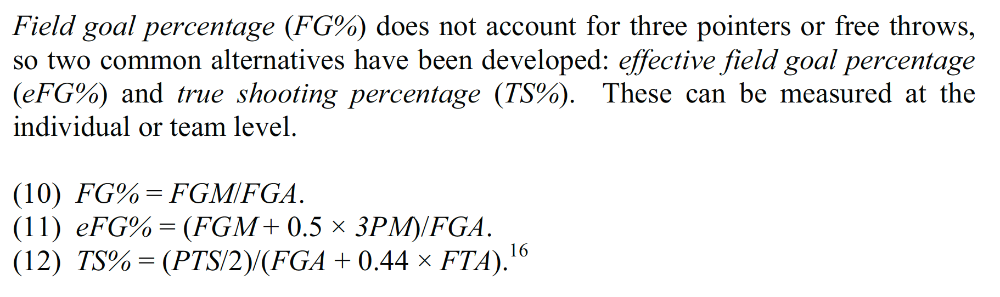 Field goal percentage (FG%) does not account for three pointers or free throws,
so two common alternatives have been developed: effective field goal percentage
(eFG%) and true shooting percentage (TS%). These can be measured at the
individual or team level.
(10) FG% = FGM/FGA.
(11) eFG% = (FGM + 0.5 × 3PM)/FGA.
(12) TS% = (PTS/2)/(FGA + 0.44 × FTA).16